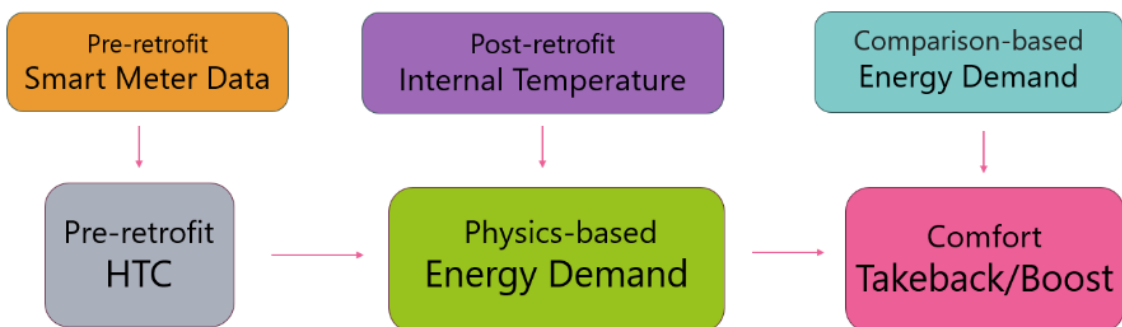 Pre-retrofit
Smart Meter Data
Post-retrofit
Internal Temperature
Comparison-based
Energy Demand
Pre-retrofit
HTC
Physics-based
Energy Demand
Comfort
Takeback/Boost